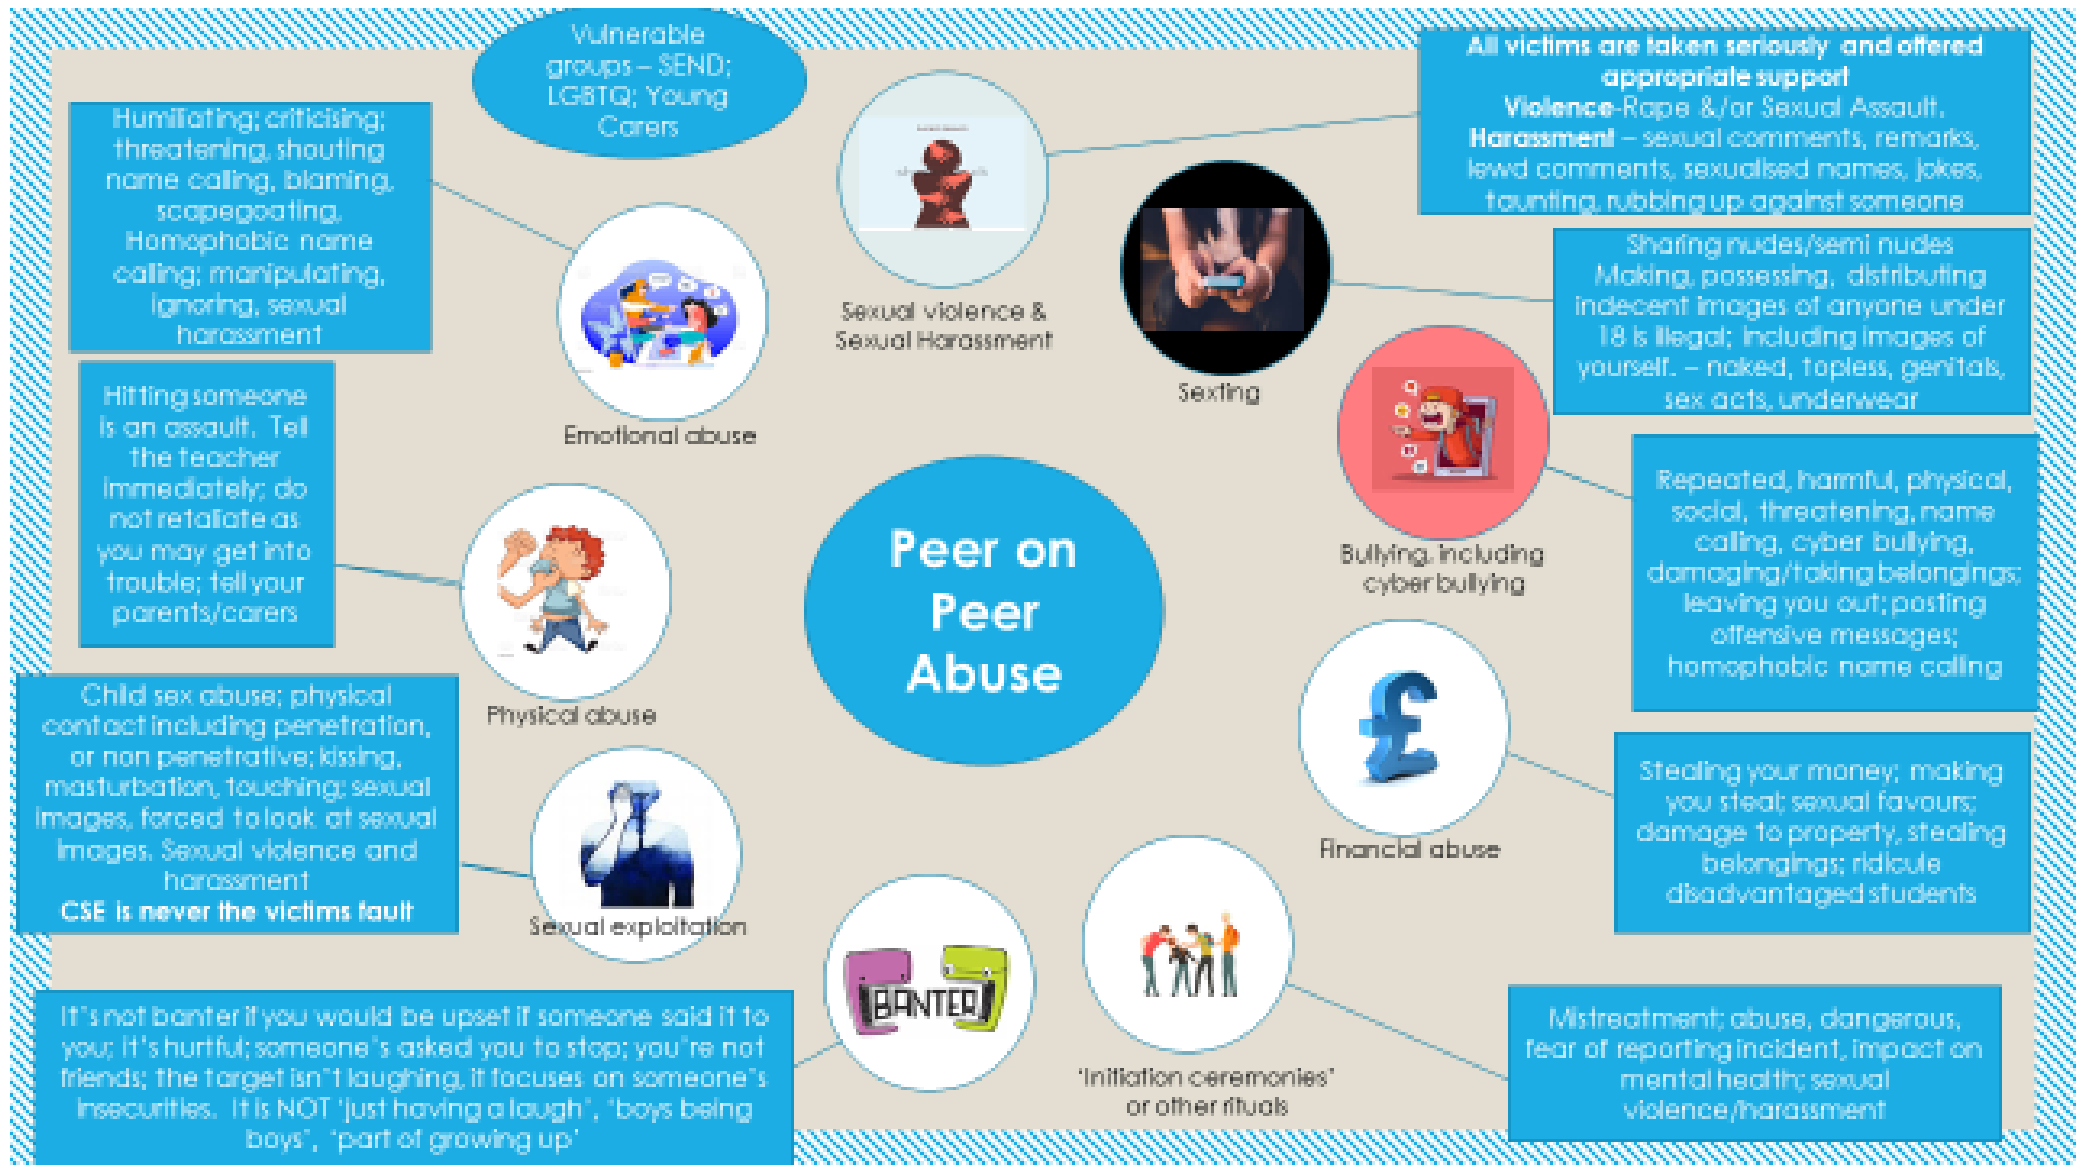 Vulnerable
groups – SEND;
LGBTQ; Young
Carers
All victims are taken seriously and offered
appropriate support
Violence-Rape &/or Sexual Assault.
Harassment – sexual comments, remarks,
lewd comments, sexualised names, jokes,
taunting, rubbing up against someone
Humiliating; criticising;
threatening, shouting
name calling, blaming,
scapegoating,
Homophobic name
calling; manipulating,
ignoring, sexual
harassment
Sexual violence &
Sexual Harassment
Sharing nudes/semi nudes
Making, possessing, distributing
indecent images of anyone under
18 is illegal; including images of
yourself. – naked, topless, genitals,
sex acts, underwear
Sexting
Emotional abuse
Hitting someone
is an assault. Tell
the teacher
immediately; do
not retaliate as
you may get into
trouble; tell your
parents/carers
Peer on
Peer
Abuse
Bullying, including
cyber bullying
Repeated, harmful, physical,
social, threatening, name
calling, cyber bullying,
damaging/taking belongings;
leaving you out; posting
offensive messages;
homophobic name calling
Physical abuse
Child sex abuse; physical
contact including penetration,
or non penetrative; kissing,
masturbation, touching; sexual
images, forced to look at sexual
images. Sexual violence and
harassment
CSE is never the victims fault
Sexual exploitation
Financial abuse
Stealing your money; making
you steal; sexual favours;
damage to property, stealing
belongings; ridicule
disadvantaged students
BANTER
It's not banter if you would be upset if someone said it to
you; it's hurtful; someone's asked you to stop; you're not
friends; the target isn't laughing, it focuses on someone's
insecurities. It is NOT 'just having a laugh', 'boys being
boys', 'part of growing up'
'Initiation ceremonies'
or other rituals
Mistreatment; abuse, dangerous,
fear of reporting incident, impact on
mental health; sexual
violence/harassment